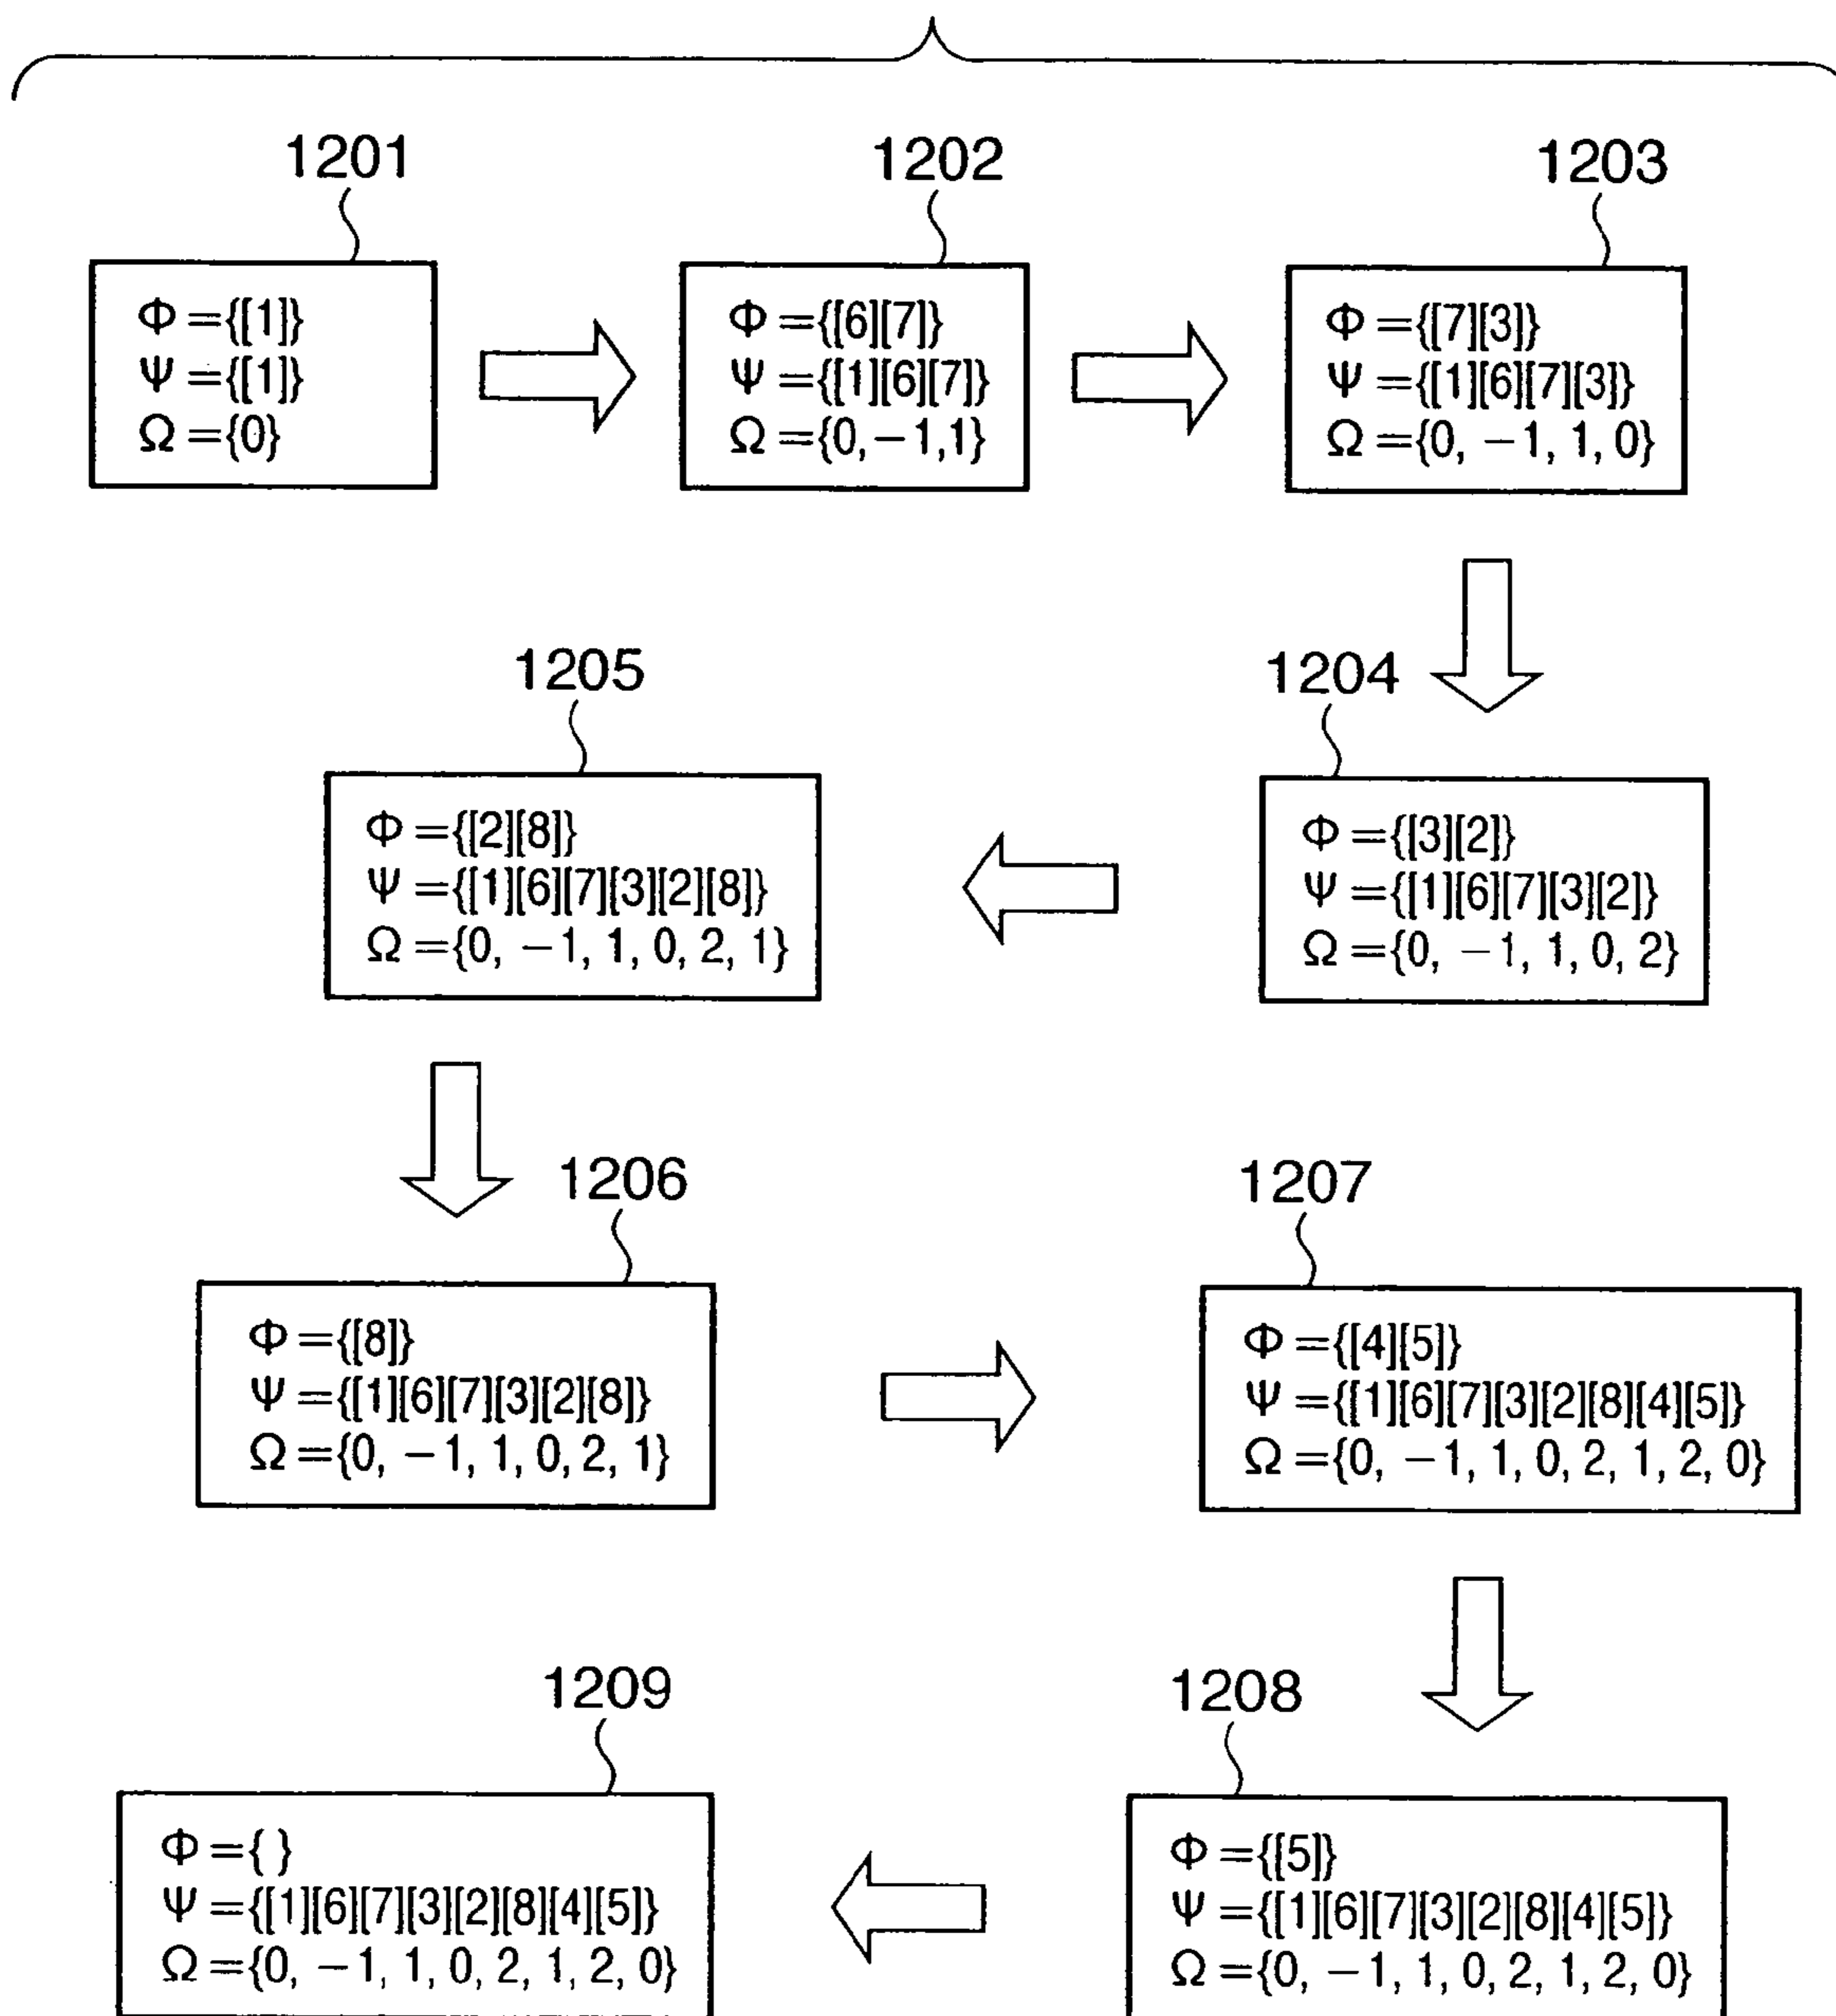 1201
Φ={[1]}
Ψ={[1]}
Ω={0}
1202
Φ={[6][7]}
Ψ={[1][6][7]}
Ω={0, −1,1}
1203
Φ={[7][3]}
Ψ={[1][6][7][3]}
Ω={0, −1, 1, 0}
1204
Φ={[3][2]}
Ψ={[1][6][7][3][2]}
Ω={0, −1, 1, 0, 2}
1205
Φ={[2][8]}
Ψ={[1][6][7][3][2][8]}
Ω={0, −1, 1, 0, 2, 1}
1206
Φ={[8]}
Ψ={[1][6][7][3][2][8]}
Ω={0, −1, 1, 0, 2, 1}
1207
Φ={[4][5]}
Ψ={[1][6][7][3][2][8][4][5]}
Ω={0, −1, 1, 0, 2, 1, 2, 0}
1208
Φ={[5]}
Ψ={[1][6][7][3][2][8][4][5]}
Ω={0, −1, 1, 0, 2, 1, 2, 0}
1209
Φ={ }
Ψ={[1][6][7][3][2][8][4][5]}
Ω={0, −1, 1, 0, 2, 1, 2, 0}